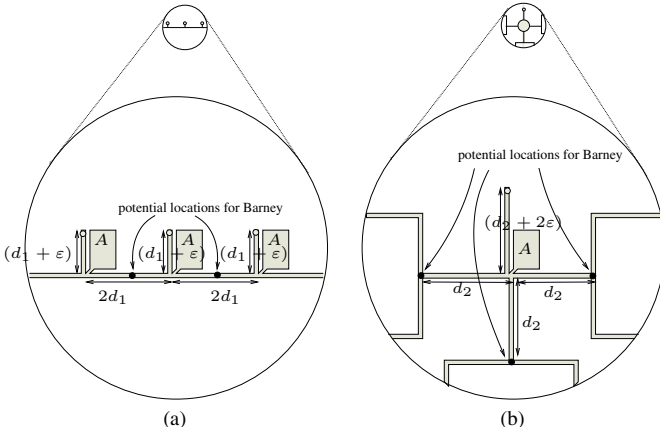 potential locations for Barney
A
A
A
(d₁ + ε)
(d₁ + ε)
(d₁ + ε)
2d₁
2d₁
(a)
potential locations for Barney
(d₂ + 2ε)
A
d₂
d₂
d₂
(b)